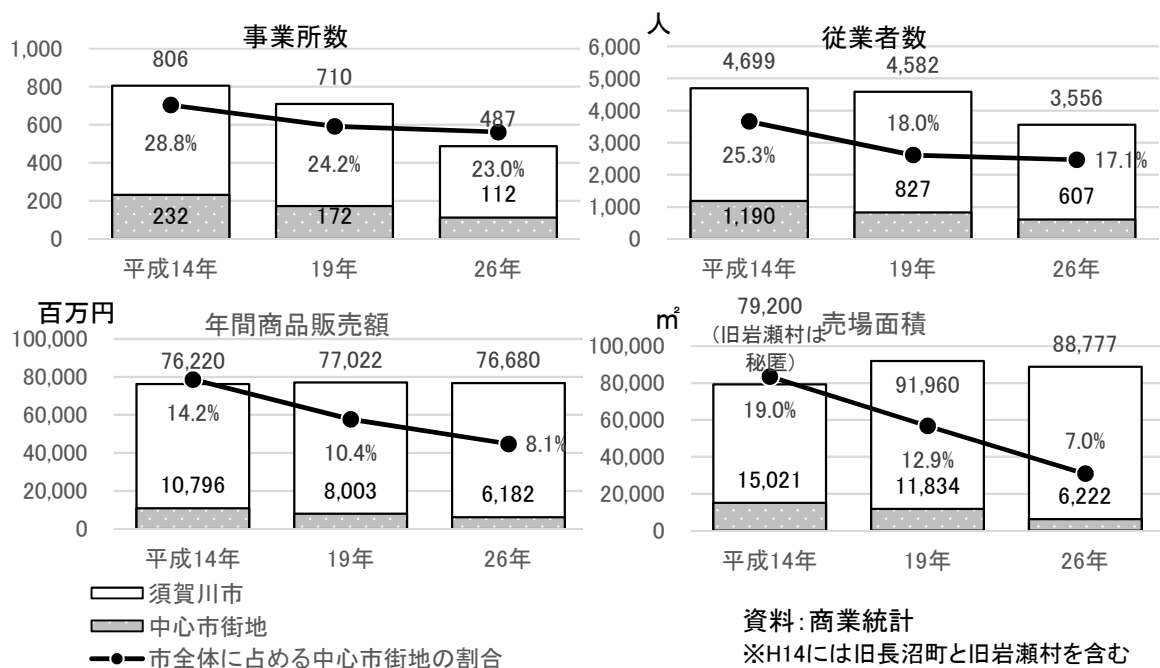 事業所数
1,000
800
600
400
200
0
806
710
487
28.8%
24.2%
23.0%
232
172
112
平成14年
19年
26年
人
従業者数
6,000
5,000
4,000
3,000
2,000
1,000
0
4,699
4,582
3,556
25.3%
18.0%
17.1%
1,190
827
607
平成14年
19年
26年
百万円
年間商品販売額
100,000
80,000
60,000
40,000
20,000
0
76,220
77,022
76,680
14.2%
10.4%
8.1%
10,796
8,003
6,182
平成14年
19年
26年
㎡
売場面積
100,000
80,000
60,000
40,000
20,000
0
79,200
(旧岩瀬村は
秘匿)
91,960
88,777
19.0%
12.9%
7.0%
15,021
11,834
6,222
平成14年
19年
26年
須賀川市
中心市街地
市全体に占める中心市街地の割合
資料:商業統計
※H14には旧長沼町と旧岩瀬村を含む